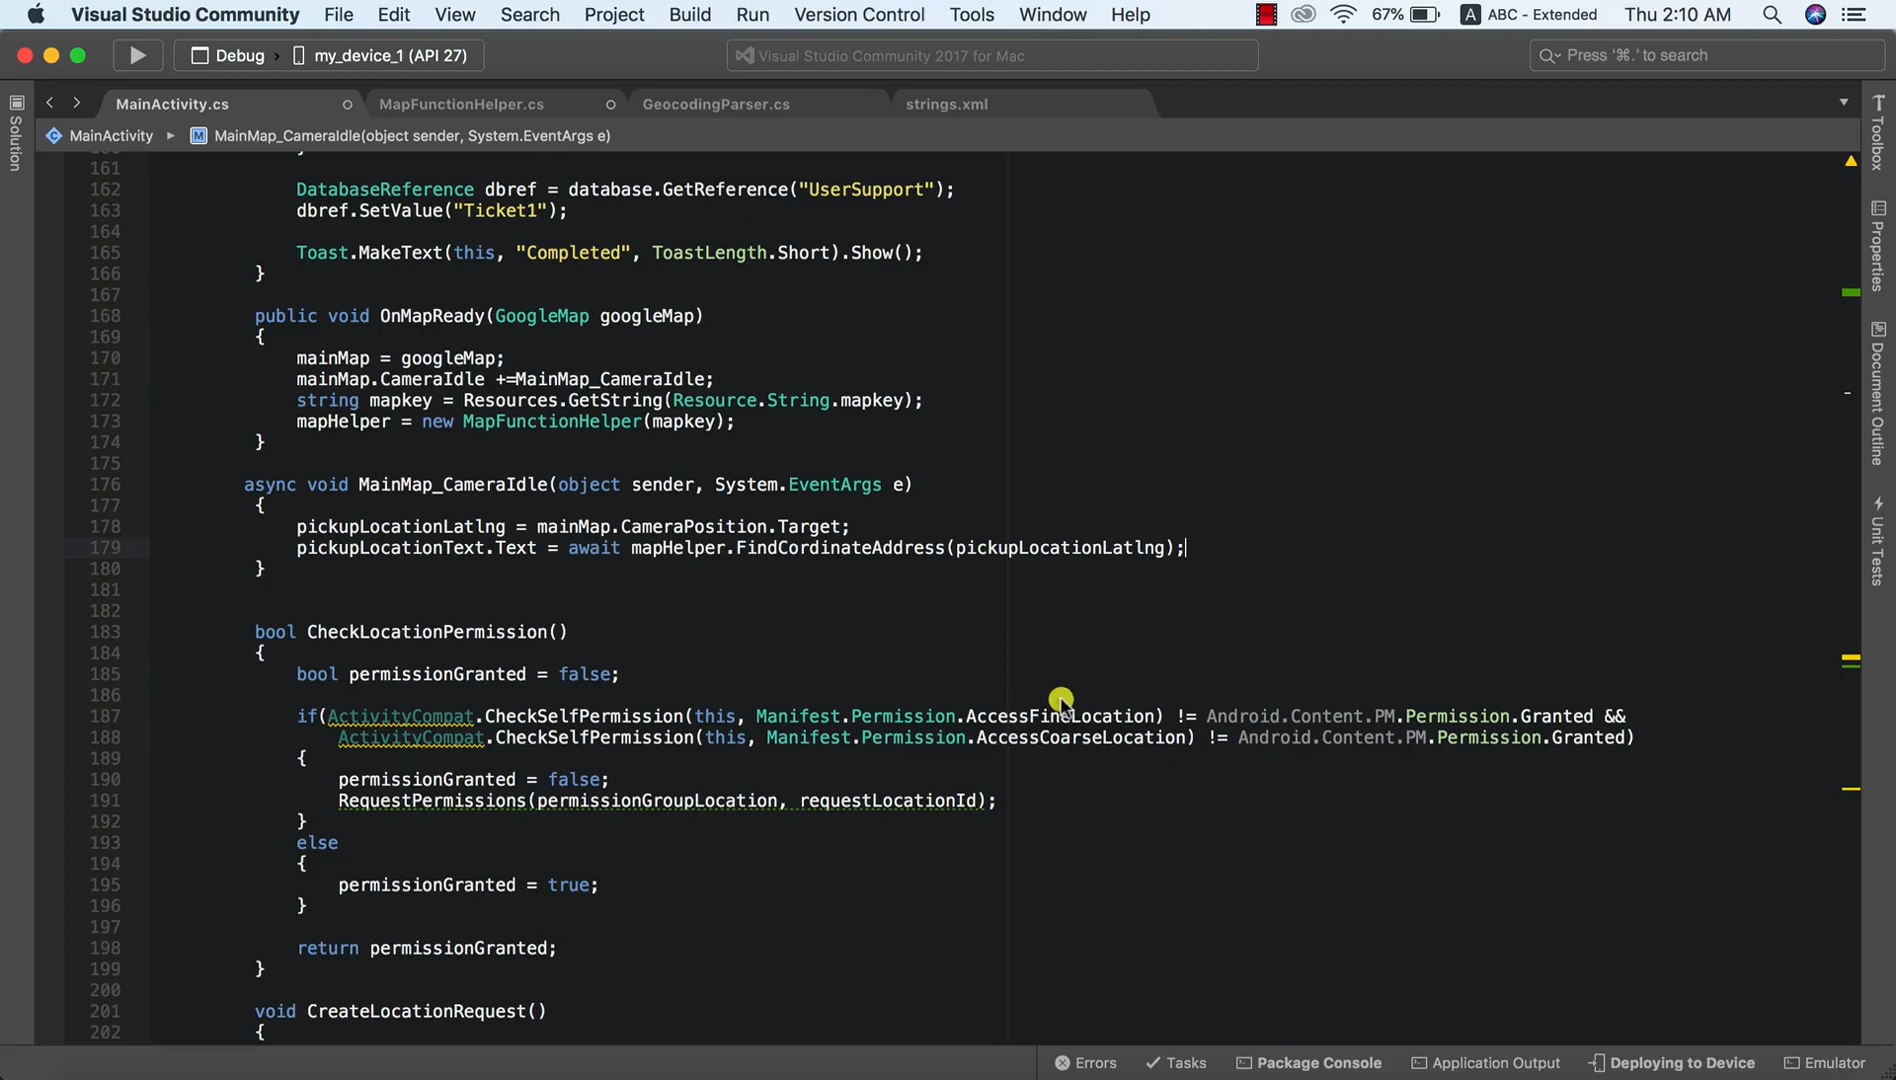 Visual Studio Community File Edit View Search Project Build Run Version Control Tools Window Help 67% A ABC - Extended Thu 2:10 AM
Debug my_device_1 (API 27) Visual Studio Community 2017 for Mac Press ‘⌘.’ to search
MainActivity.cs MapFunctionHelper.cs GeocodingParser.cs strings.xml
C MainActivity M MainMap_CameraIdle(object sender, System.EventArgs e)
Solution
Toolbox
Properties
Document Outline
Unit Tests
161
162 DatabaseReference dbref = database.GetReference("UserSupport");
163 dbref.SetValue("Ticket1");
164
165 Toast.MakeText(this, "Completed", ToastLength.Short).Show();
166 }
167
168 public void OnMapReady(GoogleMap googleMap)
169 {
170 mainMap = googleMap;
171 mainMap.CameraIdle +=MainMap_CameraIdle;
172 string mapkey = Resources.GetString(Resource.String.mapkey);
173 mapHelper = new MapFunctionHelper(mapkey);
174 }
175
176 async void MainMap_CameraIdle(object sender, System.EventArgs e)
177 {
178 pickupLocationLatlng = mainMap.CameraPosition.Target;
179 pickupLocationText.Text = await mapHelper.FindCordinateAddress(pickupLocationLatlng);
180 }
181
182
183 bool CheckLocationPermission()
184 {
185 bool permissionGranted = false;
186
187 if(ActivityCompat.CheckSelfPermission(this, Manifest.Permission.AccessFineLocation) != Android.Content.PM.Permission.Granted &&
188 ActivityCompat.CheckSelfPermission(this, Manifest.Permission.AccessCoarseLocation) != Android.Content.PM.Permission.Granted)
189 {
190 permissionGranted = false;
191 RequestPermissions(permissionGroupLocation, requestLocationId);
192 }
193 else
194 {
195 permissionGranted = true;
196 }
197
198 return permissionGranted;
199 }
200
201 void CreateLocationRequest()
202 {
Errors Tasks Package Console Application Output Deploying to Device Emulator